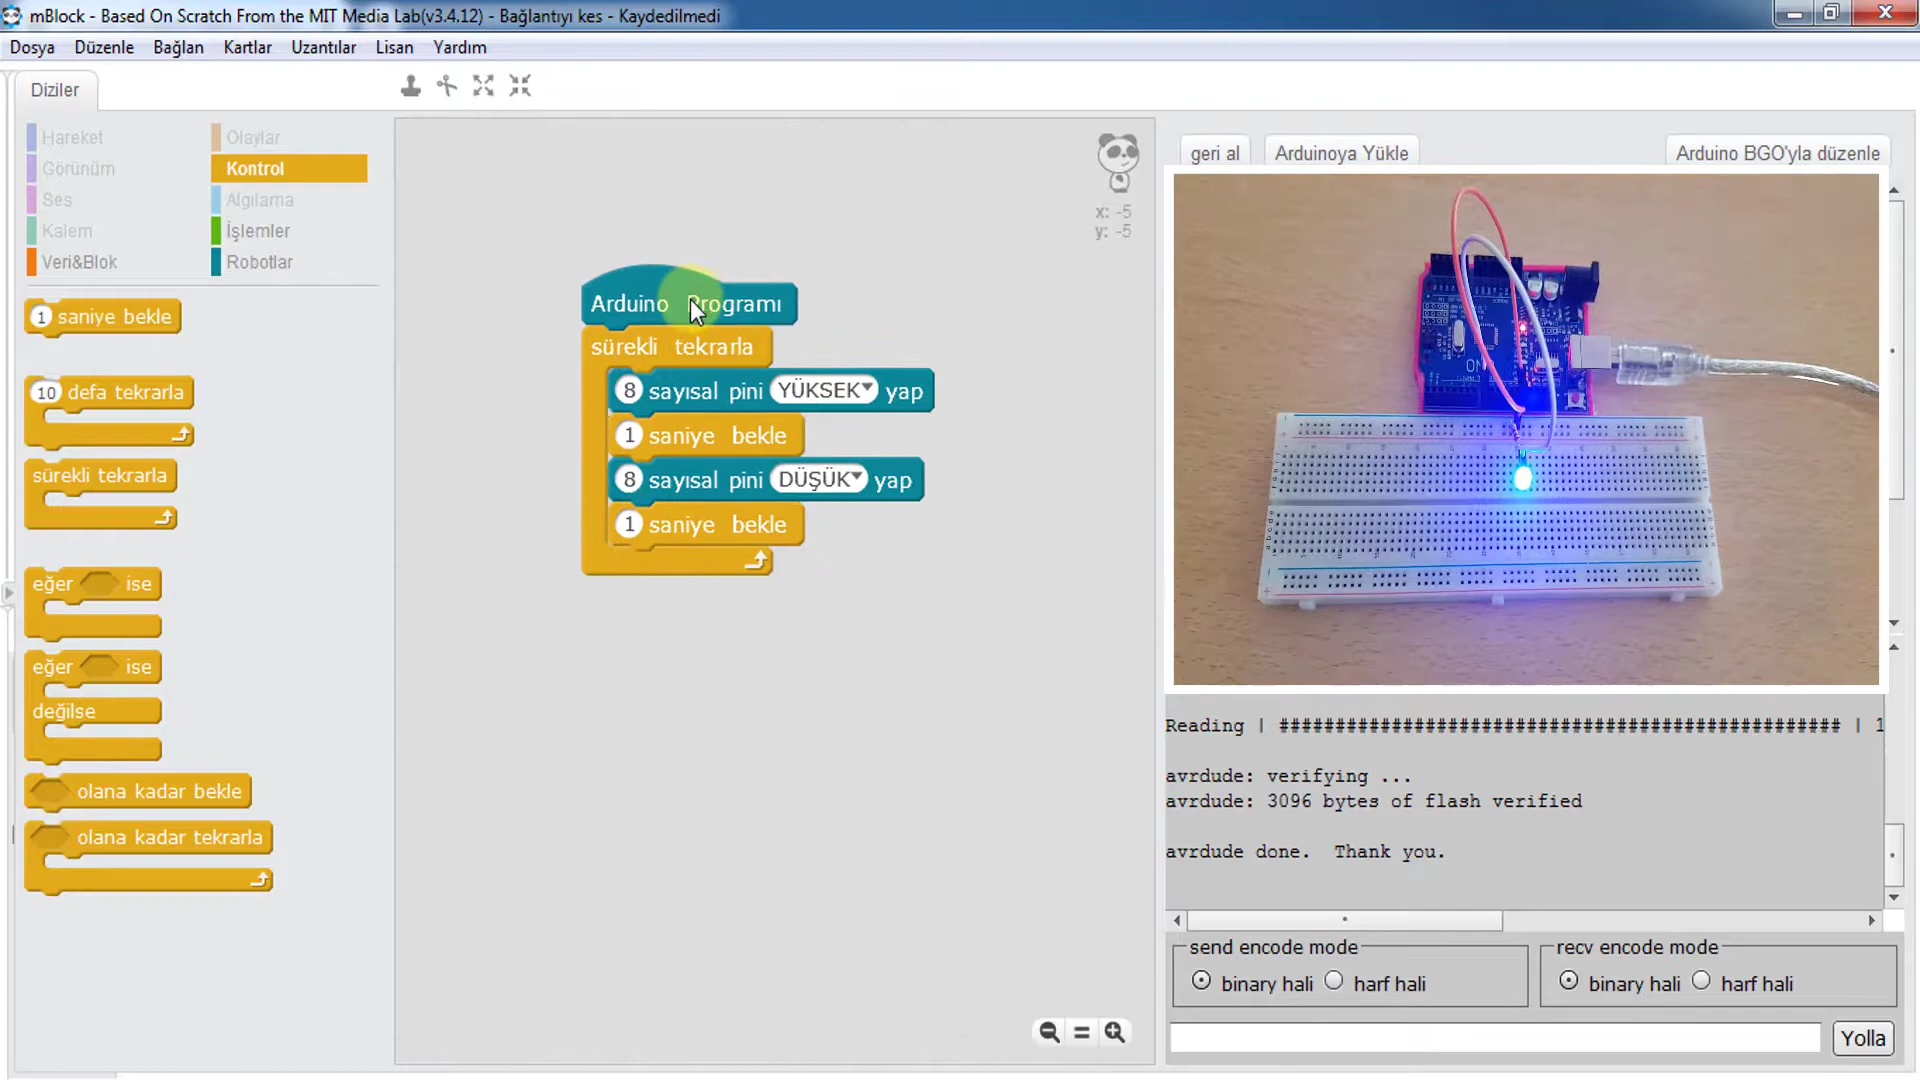 mBlock - Based On Scratch From the MIT Media Lab(v3.4.12) - Bağlantıyı kes - Kaydedilmedi
Dosya Düzenle Bağlan Kartlar Uzantılar Lisan Yardım
Diziler
Hareket Olaylar
Görünüm Kontrol
Ses Algılama
Kalem İşlemler
Veri&Blok Robotlar
1 saniye bekle
10 defa tekrarla
sürekli tekrarla
eğer ise
eğer ise
değilse
olana kadar bekle
olana kadar tekrarla
x: -5
y: -5
Arduino Programı
sürekli tekrarla
8 sayısal pini YÜKSEK yap
1 saniye bekle
8 sayısal pini DÜŞÜK yap
1 saniye bekle
geri al Arduinoya Yükle Arduino BGO'yla düzenle
Reading | ################################################## | 1
avrdude: verifying ...
avrdude: 3096 bytes of flash verified
avrdude done. Thank you.
send encode mode recv encode mode
binary hali harf hali binary hali harf hali
Yolla